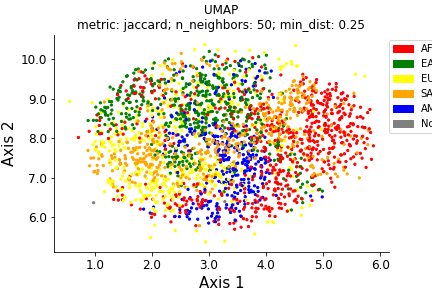 UMAP
metric: jaccard; n_neighbors: 50; min_dist: 0.25
10.0
9.0
8.0
7.0
6.0
Axis 2
1.0 2.0 3.0 4.0 5.0 6.0
Axis 1
AF
EA
EU
SA
AM
No